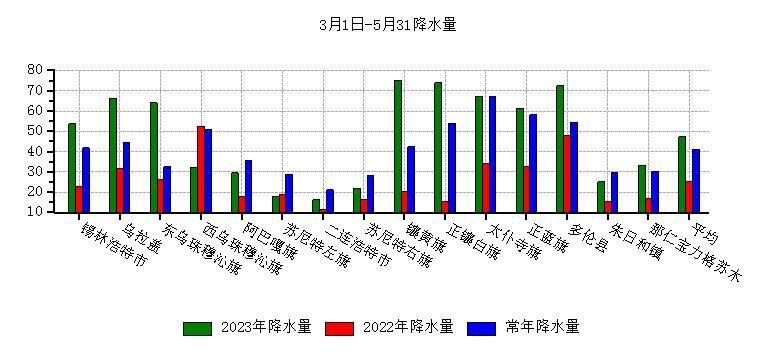 3月1日-5月31降水量
80
70
60
50
40
30
20
10
锡林浩特市
乌拉盖
东乌珠穆沁旗
西乌珠穆沁旗
阿巴嘎旗
苏尼特左旗
二连浩特市
苏尼特右旗
镶黄旗
正镶白旗
太仆寺旗
正蓝旗
多伦县
朱日和镇
那仁宝力格苏木
平均
2023年降水量 2022年降水量 常年降水量